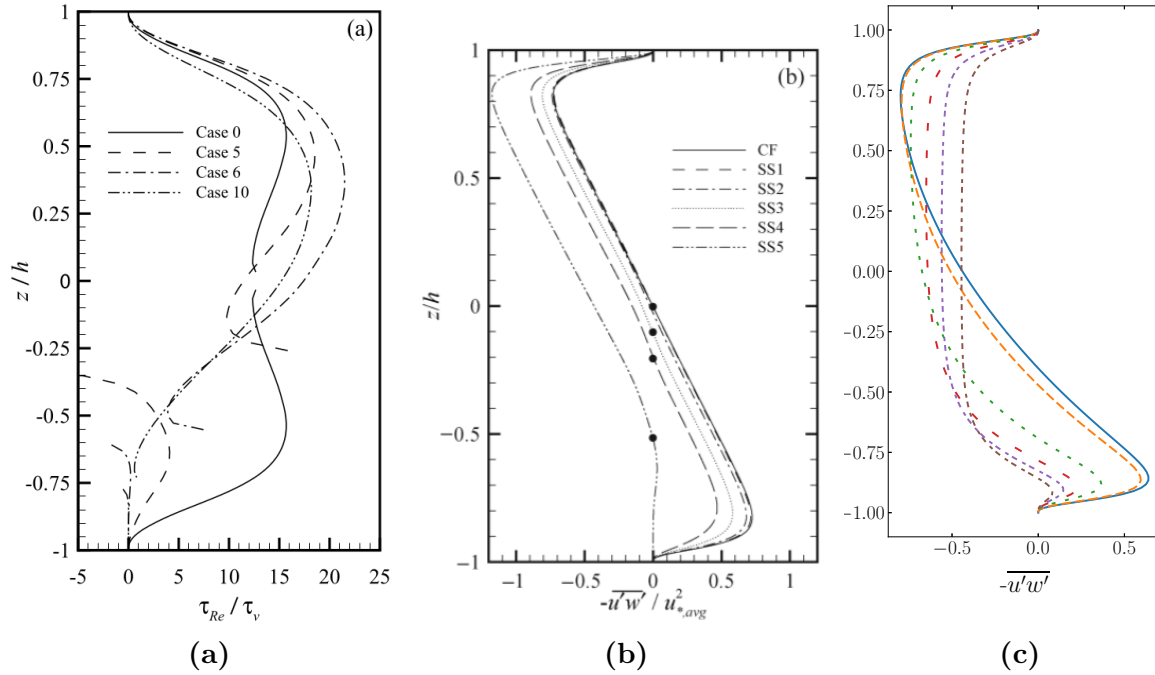 (a)
Case 0
Case 5
Case 6
Case 10
1
0.75
0.5
0.25
0
-0.25
-0.5
-0.75
-1
z / h
-5 0 5 10 15 20 25
τ_Re / τ_v
(a)
(b)
CF
SS1
SS2
SS3
SS4
SS5
1
0.5
0
−0.5
−1
z/h
−1 −0.5 0 0.5 1
-u'w' / u²_*,avg
(b)
1.00
0.75
0.50
0.25
0.00
−0.25
−0.50
−0.75
−1.00
−0.5 0.0 0.5
-u'w'
(c)